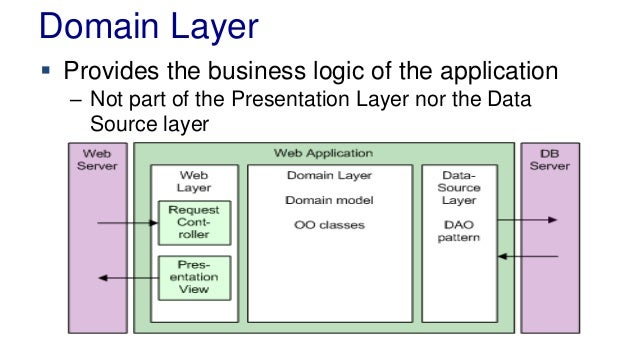 Domain Layer
▪ Provides the business logic of the application
– Not part of the Presentation Layer nor the Data
Source layer
Web
Server
Web Application
DB
Server
Web
Layer
Request
Cont-
roller
Pres-
entation
View
Domain Layer
Domain model
OO classes
Data-
Source
Layer
DAO
pattern